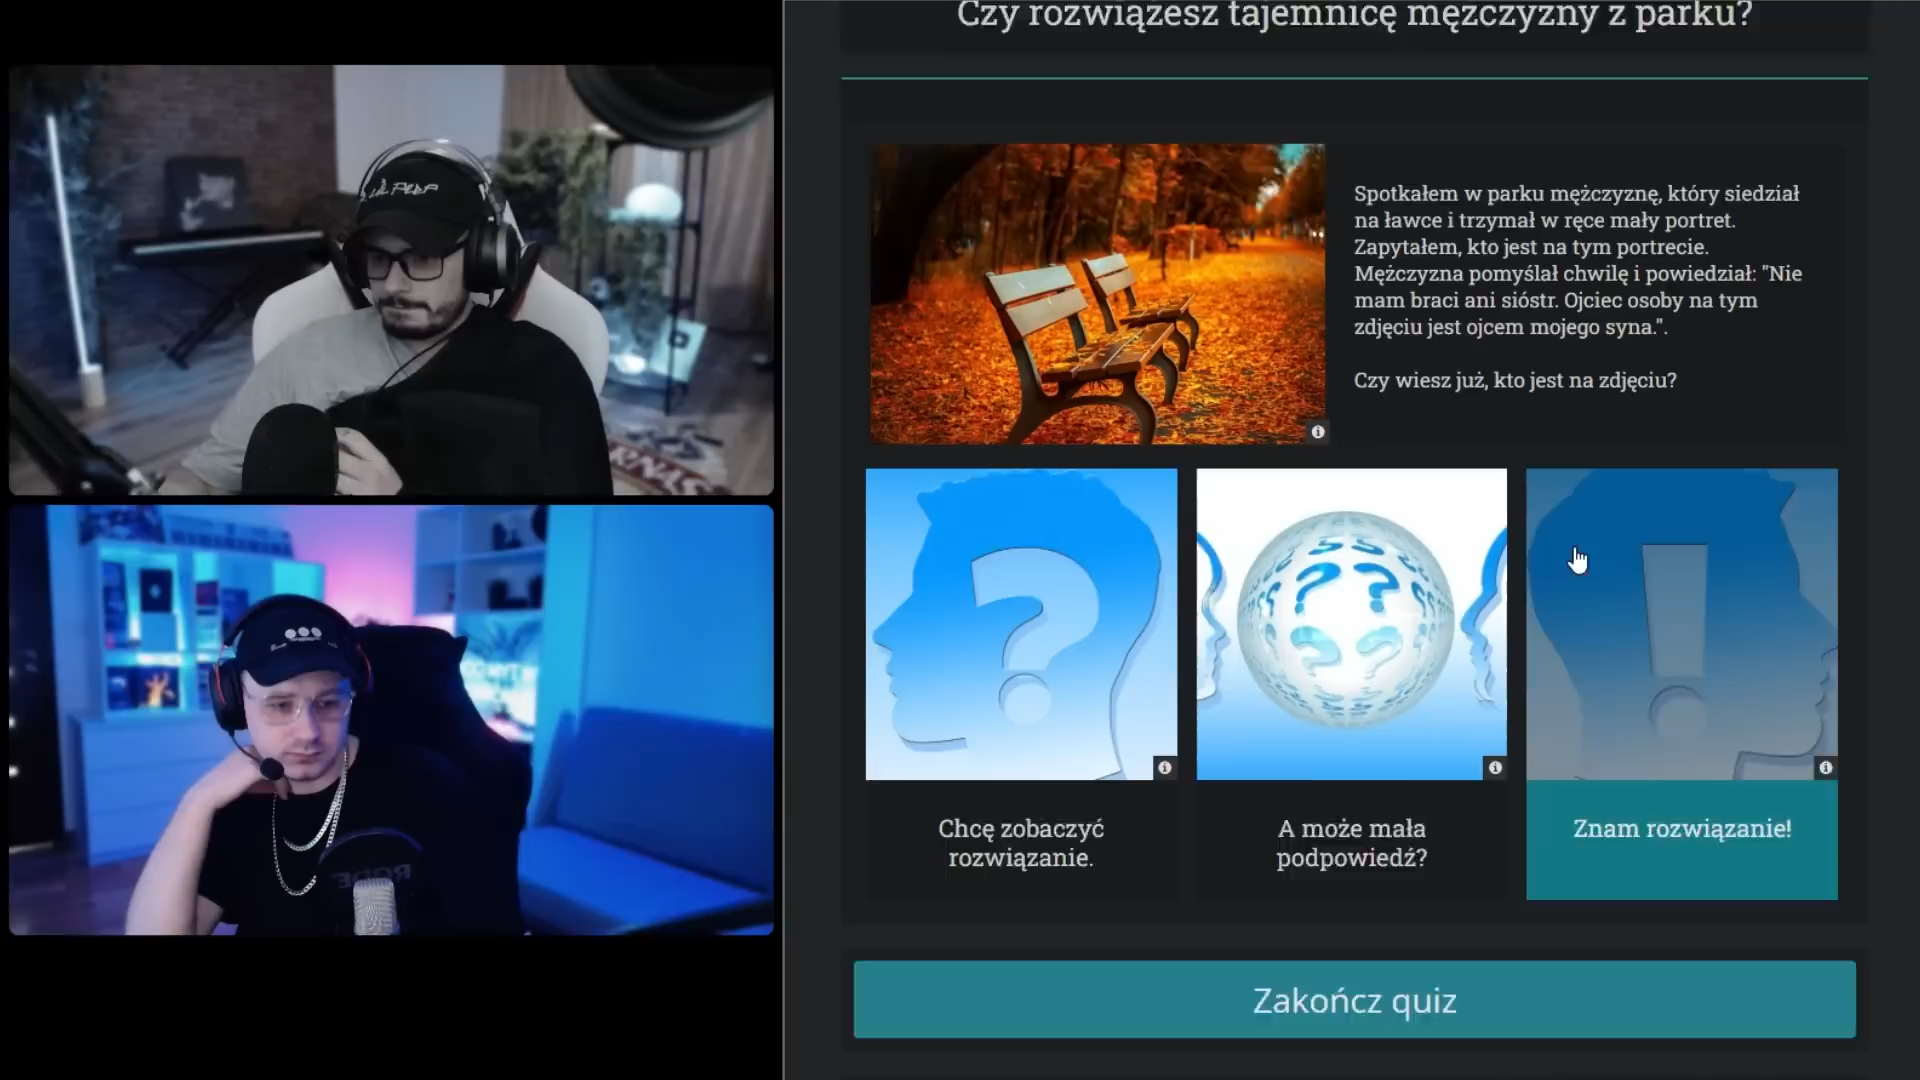 Czy rozwiążesz tajemnicę mężczyzny z parku?
Spotkałem w parku mężczyznę, który siedział
na ławce i trzymał w ręce mały portret.
Zapytałem, kto jest na tym portrecie.
Mężczyzna pomyślał chwilę i powiedział: "Nie
mam braci ani sióstr. Ojciec osoby na tym
zdjęciu jest ojcem mojego syna.".
Czy wiesz już, kto jest na zdjęciu?
Chcę zobaczyć
rozwiązanie.
A może mała
podpowiedź?
Znam rozwiązanie!
Zakończ quiz
LIL PEEP
RODE